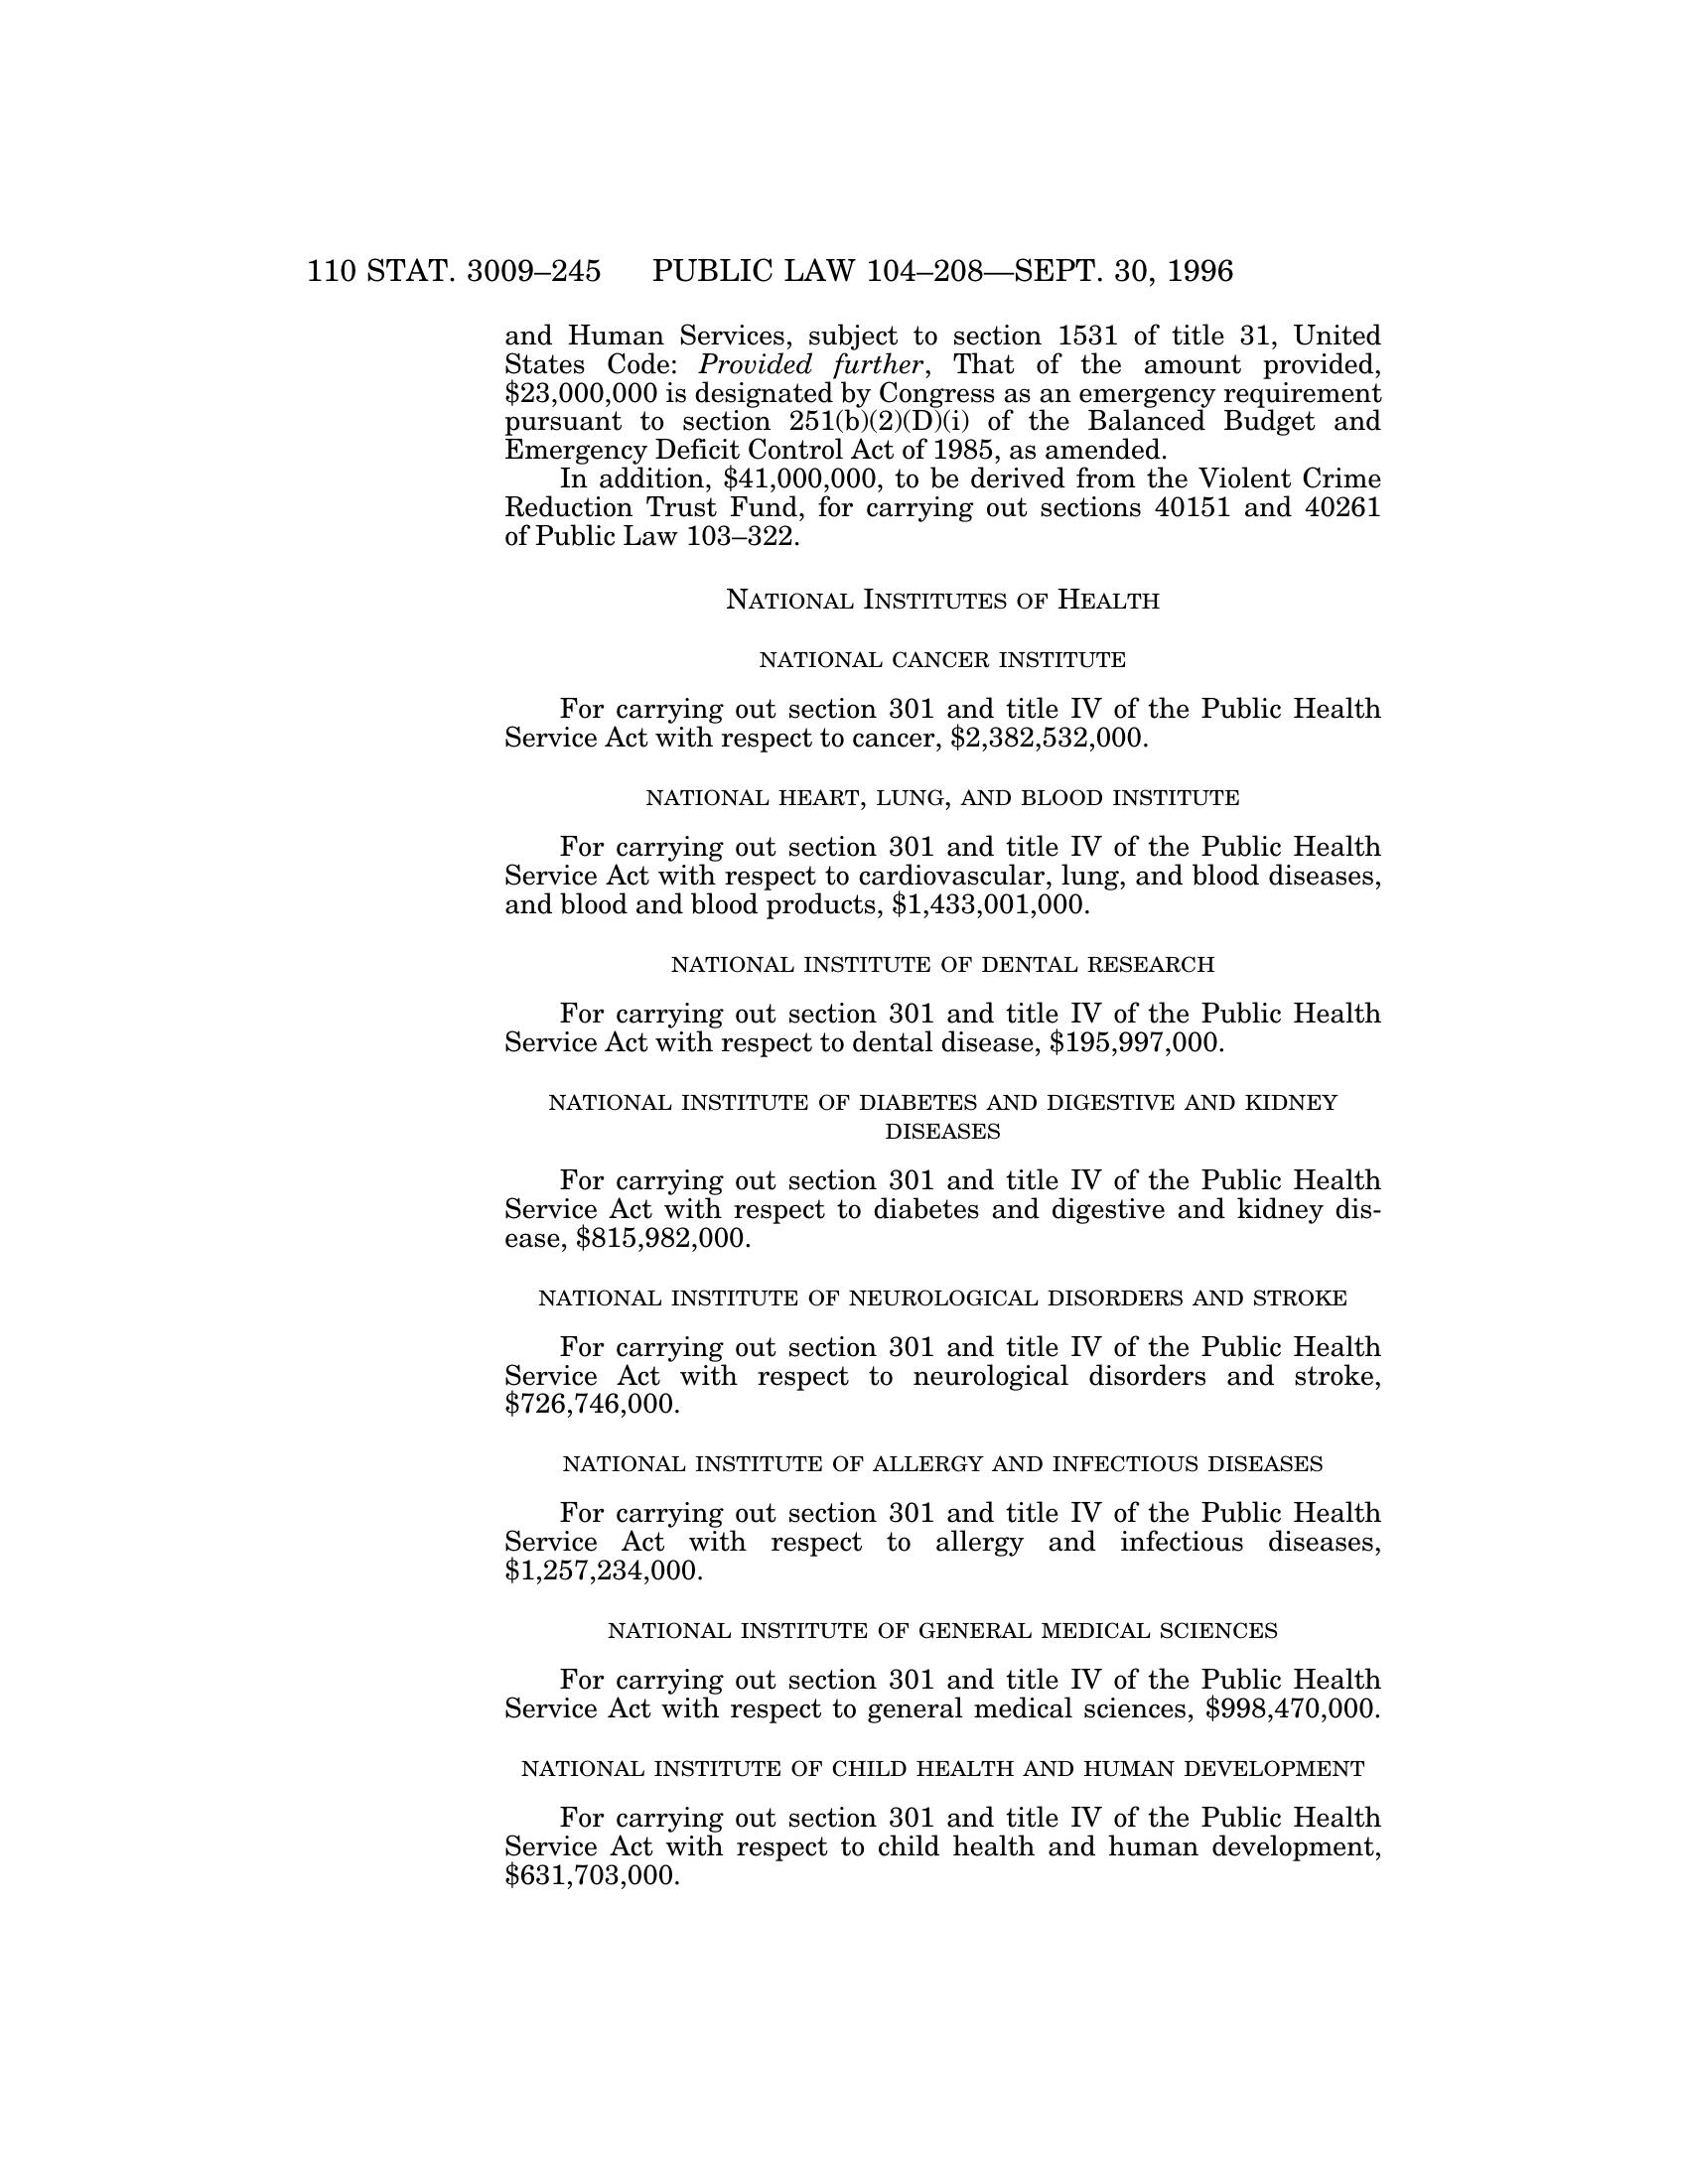 110 STAT. 3009–245 PUBLIC LAW 104–208—SEPT. 30, 1996
and Human Services, subject to section 1531 of title 31, United
States Code: Provided further, That of the amount provided,
$23,000,000 is designated by Congress as an emergency requirement
pursuant to section 251(b)(2)(D)(i) of the Balanced Budget and
Emergency Deficit Control Act of 1985, as amended.
In addition, $41,000,000, to be derived from the Violent Crime
Reduction Trust Fund, for carrying out sections 40151 and 40261
of Public Law 103–322.
NATIONAL INSTITUTES OF HEALTH
NATIONAL CANCER INSTITUTE
For carrying out section 301 and title IV of the Public Health
Service Act with respect to cancer, $2,382,532,000.
NATIONAL HEART, LUNG, AND BLOOD INSTITUTE
For carrying out section 301 and title IV of the Public Health
Service Act with respect to cardiovascular, lung, and blood diseases,
and blood and blood products, $1,433,001,000.
NATIONAL INSTITUTE OF DENTAL RESEARCH
For carrying out section 301 and title IV of the Public Health
Service Act with respect to dental disease, $195,997,000.
NATIONAL INSTITUTE OF DIABETES AND DIGESTIVE AND KIDNEY
DISEASES
For carrying out section 301 and title IV of the Public Health
Service Act with respect to diabetes and digestive and kidney dis-
ease, $815,982,000.
NATIONAL INSTITUTE OF NEUROLOGICAL DISORDERS AND STROKE
For carrying out section 301 and title IV of the Public Health
Service Act with respect to neurological disorders and stroke,
$726,746,000.
NATIONAL INSTITUTE OF ALLERGY AND INFECTIOUS DISEASES
For carrying out section 301 and title IV of the Public Health
Service Act with respect to allergy and infectious diseases,
$1,257,234,000.
NATIONAL INSTITUTE OF GENERAL MEDICAL SCIENCES
For carrying out section 301 and title IV of the Public Health
Service Act with respect to general medical sciences, $998,470,000.
NATIONAL INSTITUTE OF CHILD HEALTH AND HUMAN DEVELOPMENT
For carrying out section 301 and title IV of the Public Health
Service Act with respect to child health and human development,
$631,703,000.